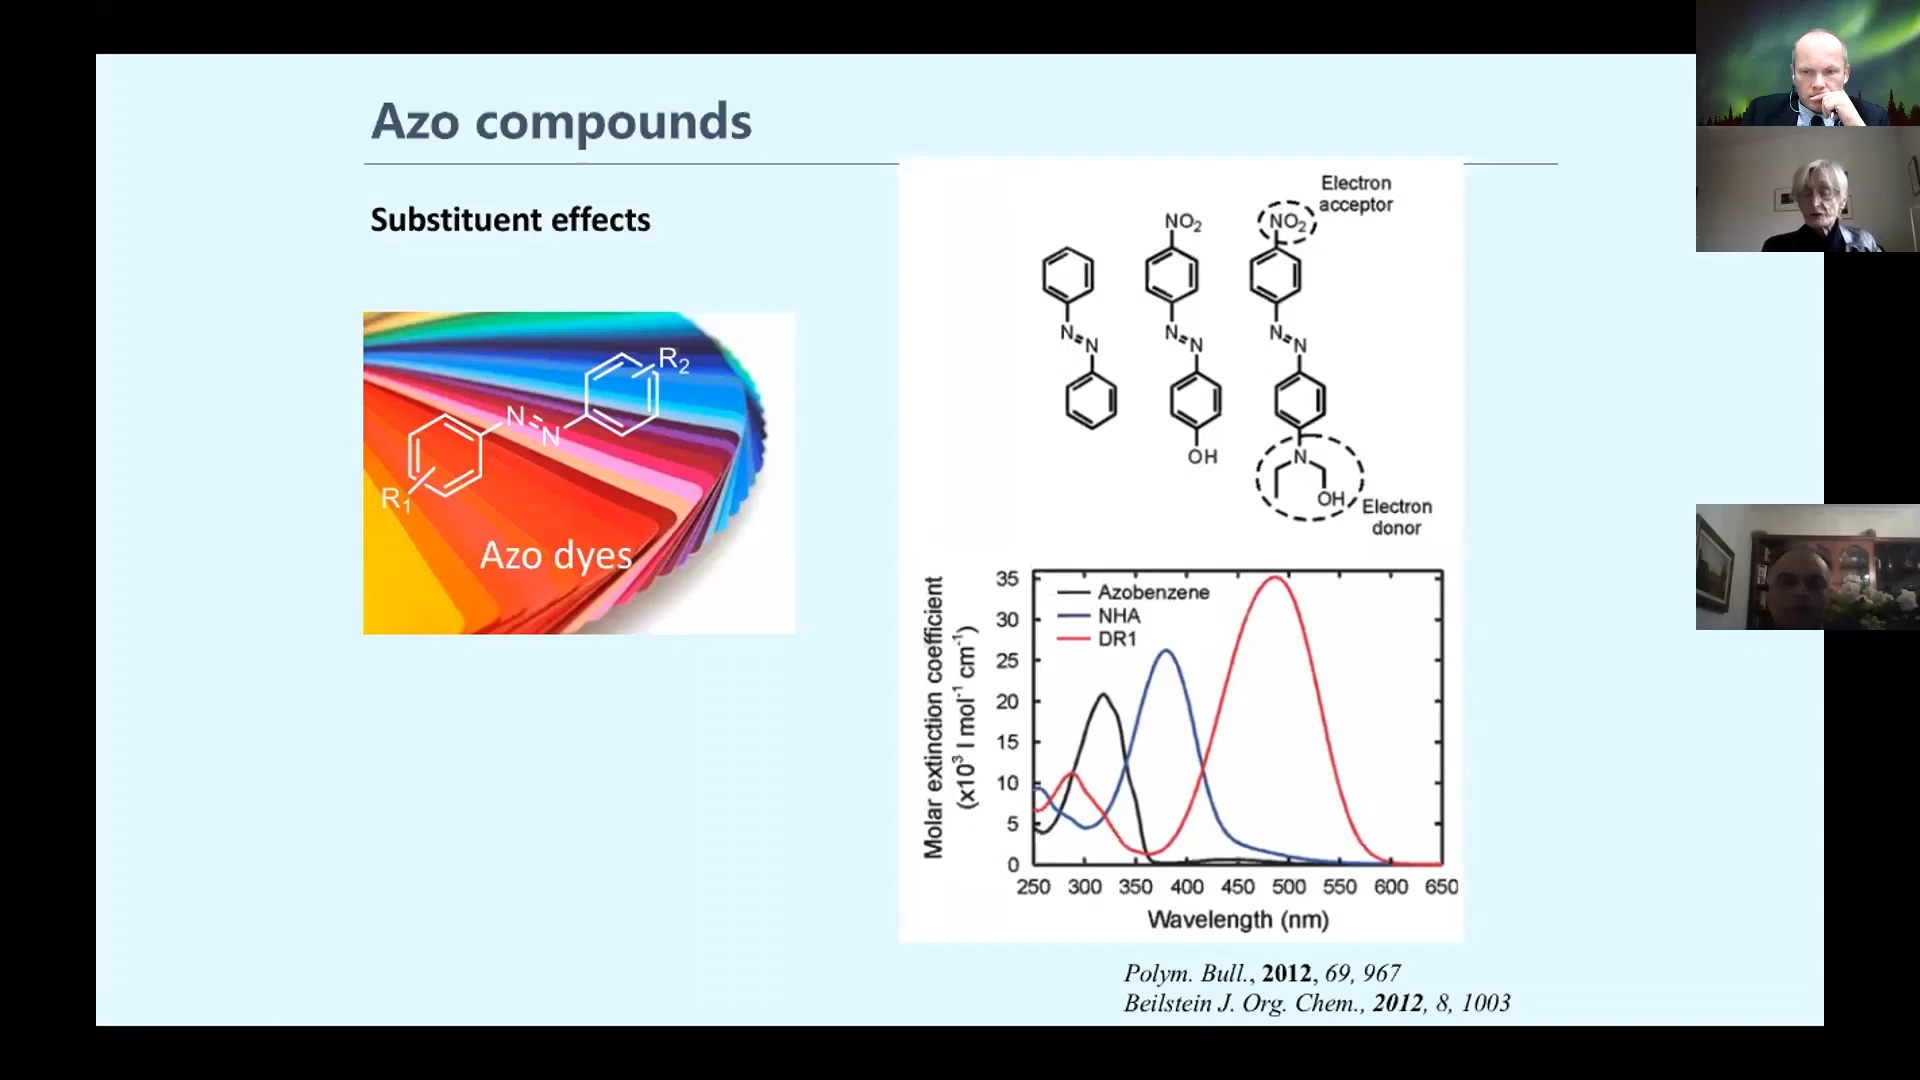 Azo compounds
Substituent effects
R2
N
N
R1
Azo dyes
Electron
acceptor
NO2
NO2
N
N
N
N
N
N
OH
N
OH
Electron
donor
Molar extinction coefficient
(x10³ l mol⁻¹ cm⁻¹)
35
30
25
20
15
10
5
0
Azobenzene
NHA
DR1
250 300 350 400 450 500 550 600 650
Wavelength (nm)
Polym. Bull., 2012, 69, 967
Beilstein J. Org. Chem., 2012, 8, 1003